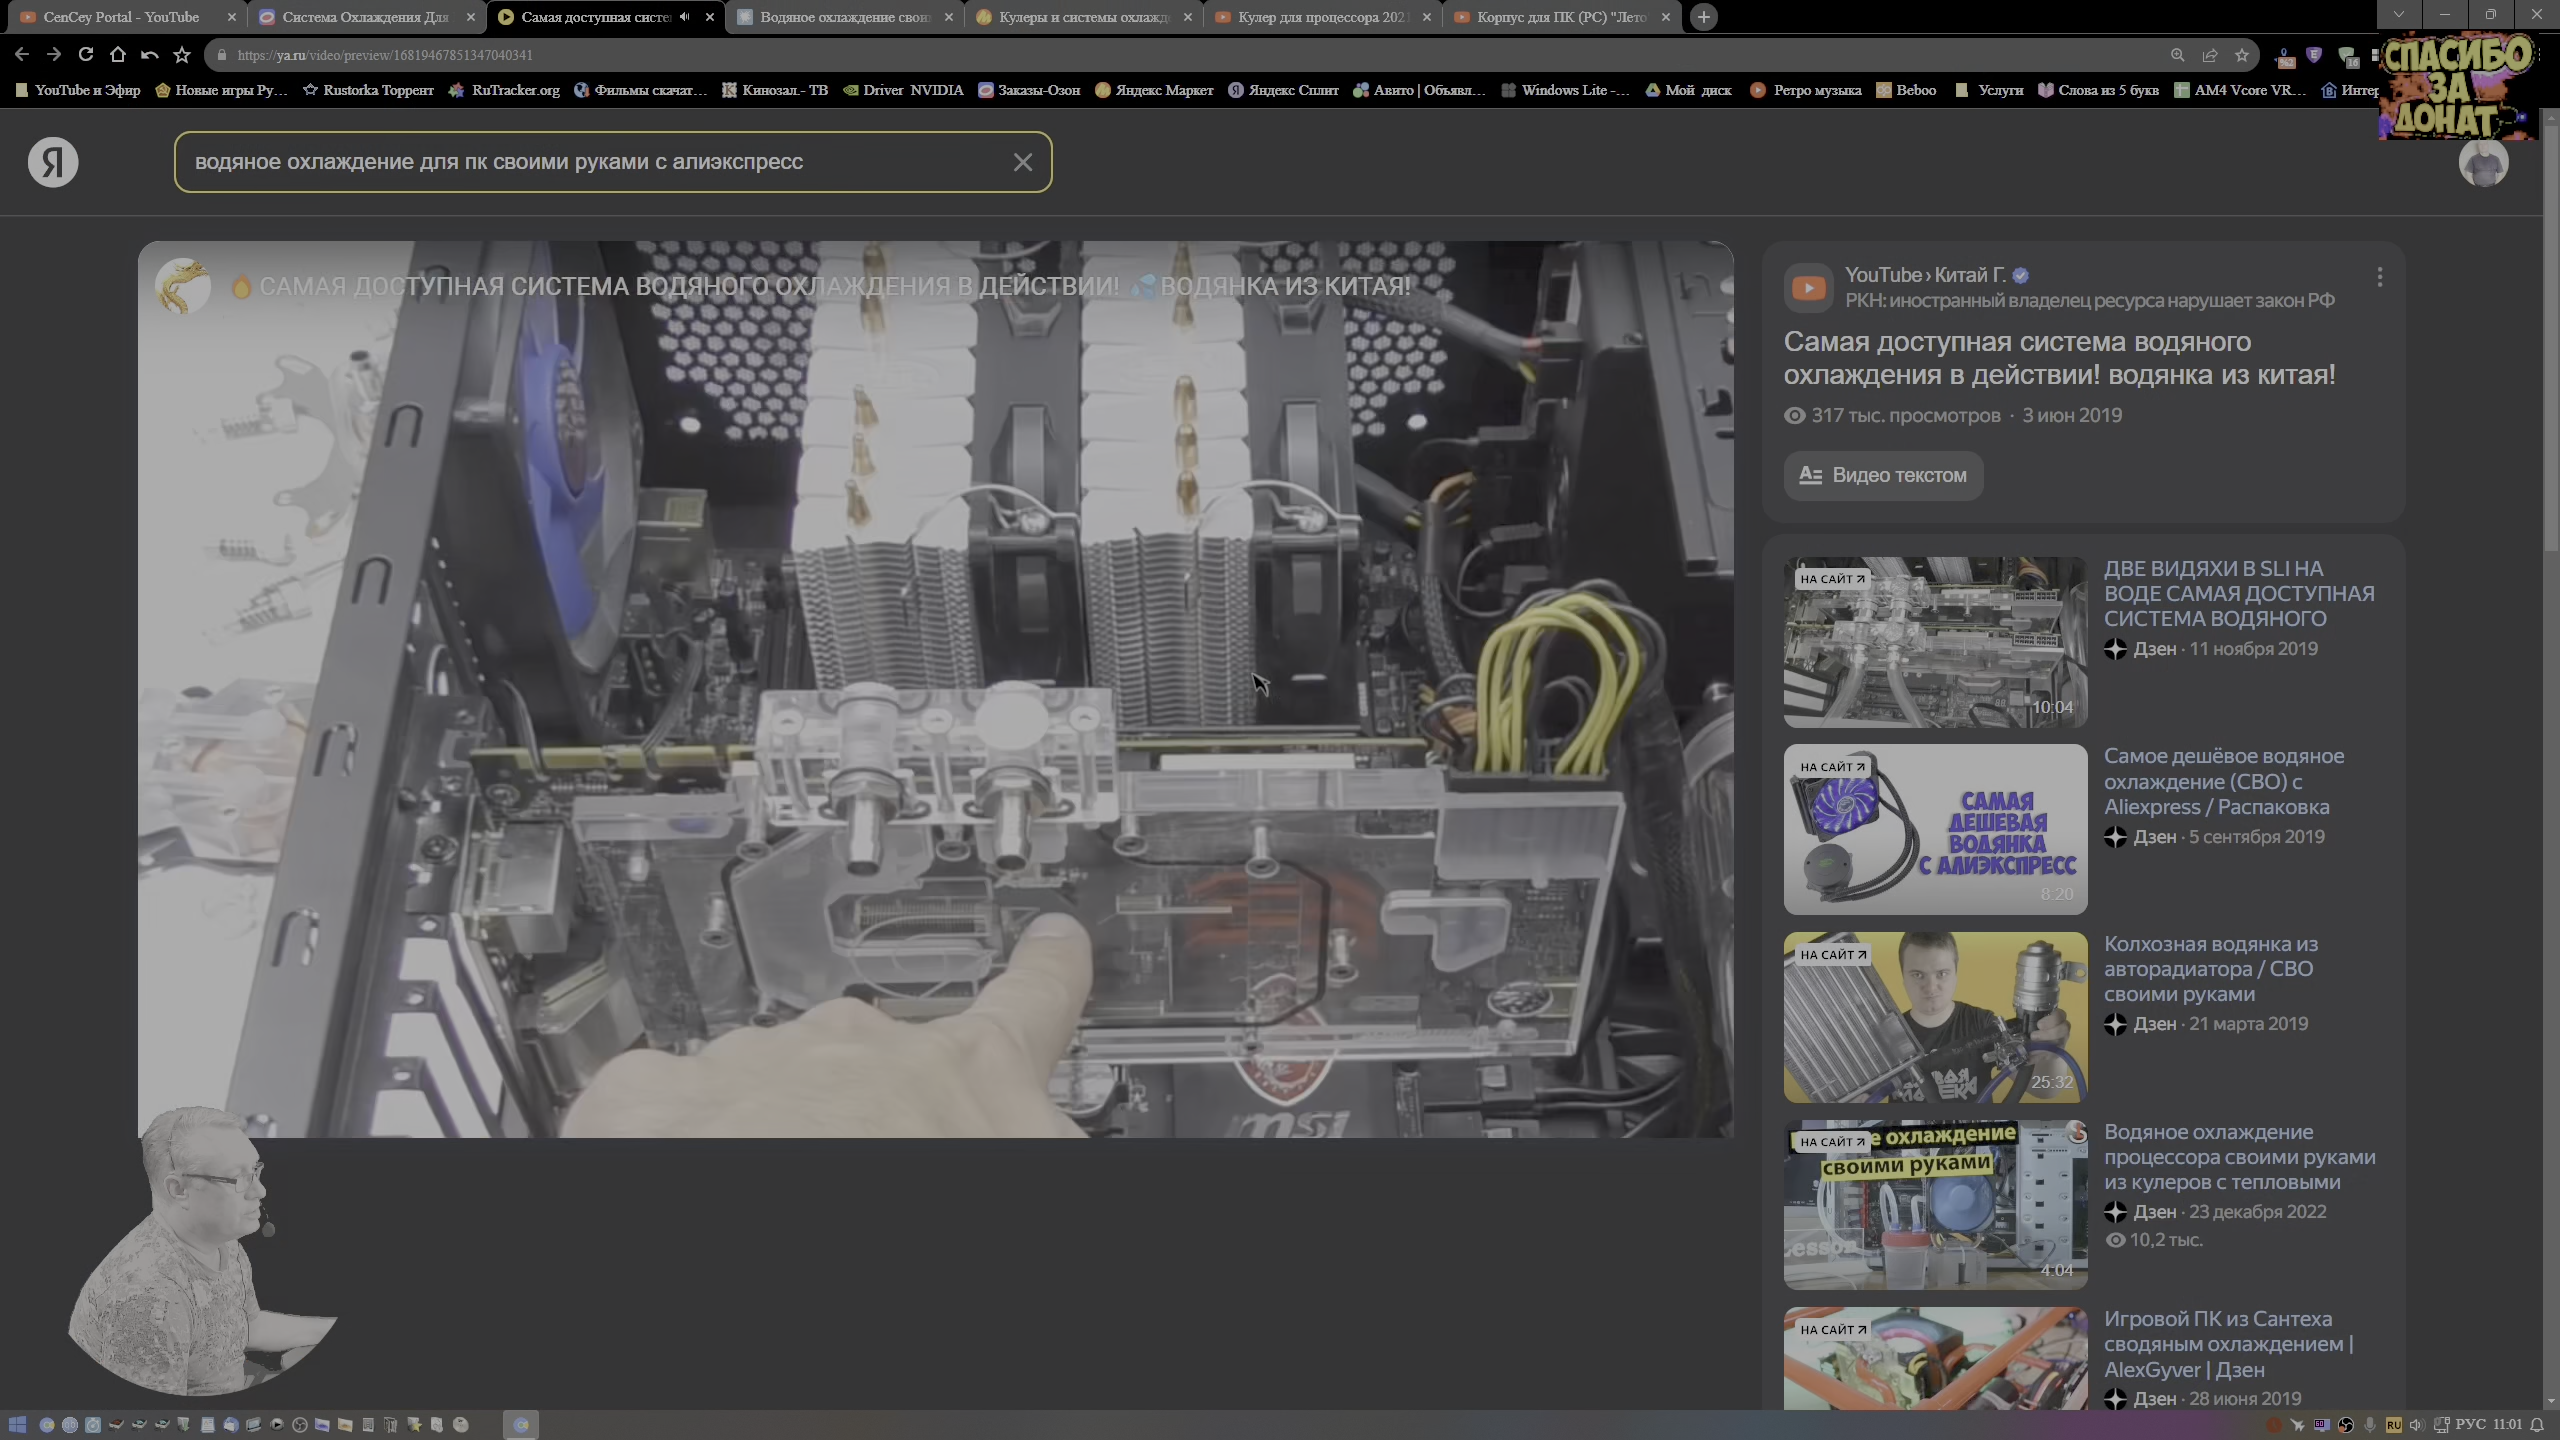 CenCey Portal - YouTube
Система Охлаждения Для
Самая доступная систе
Водяное охлаждение свои
Кулеры и системы охлажд
Кулер для процессора 2021
Корпус для ПК (PC) "Лето
https://ya.ru/video/preview/16819467851347040341
YouTube и Эфир
Новые игры Ру…
Rustorka Торрент
RuTracker.org
Фильмы скачат…
Кинозал.- ТВ
Driver NVIDIA
Заказы-Озон
Яндекс Маркет
Яндекс Сплит
Авито | Объявл…
Windows Lite -…
Мой диск
Ретро музыка
Beboo
Услуги
Слова из 5 букв
AM4 Vcore VR…
Интер
СПАСИБО
ЗА
ДОНАТ
Я
водяное охлаждение для пк своими руками с алиэкспресс
САМАЯ ДОСТУПНАЯ СИСТЕМА ВОДЯНОГО ОХЛАЖДЕНИЯ В ДЕЙСТВИИ! ВОДЯНКА ИЗ КИТАЯ!
msi
YouTube › Китай Г.
РКН: иностранный владелец ресурса нарушает закон РФ
Самая доступная система водяного
охлаждения в действии! водянка из китая!
317 тыс. просмотров · 3 июн 2019
Видео текстом
НА САЙТ
10:04
ДВЕ ВИДЯХИ В SLI НА
ВОДЕ САМАЯ ДОСТУПНАЯ
СИСТЕМА ВОДЯНОГО
Дзен · 11 ноября 2019
НА САЙТ
САМАЯ
ДЕШЕВАЯ
ВОДЯНКА
С АЛИЭКСПРЕСС
8:20
Самое дешёвое водяное
охлаждение (СВО) с
Aliexpress / Распаковка
Дзен · 5 сентября 2019
НА САЙТ
25:32
Колхозная водянка из
авторадиатора / СВО
своими руками
Дзен · 21 марта 2019
НА САЙТ
е охлаждение
своими руками
Lesson
4:04
Водяное охлаждение
процессора своими руками
из кулеров с тепловыми
Дзен · 23 декабря 2022
10,2 тыс.
НА САЙТ
Игровой ПК из Сантеха
сводяным охлаждением |
AlexGyver | Дзен
Дзен · 28 июня 2019
RU
РУС
11:01